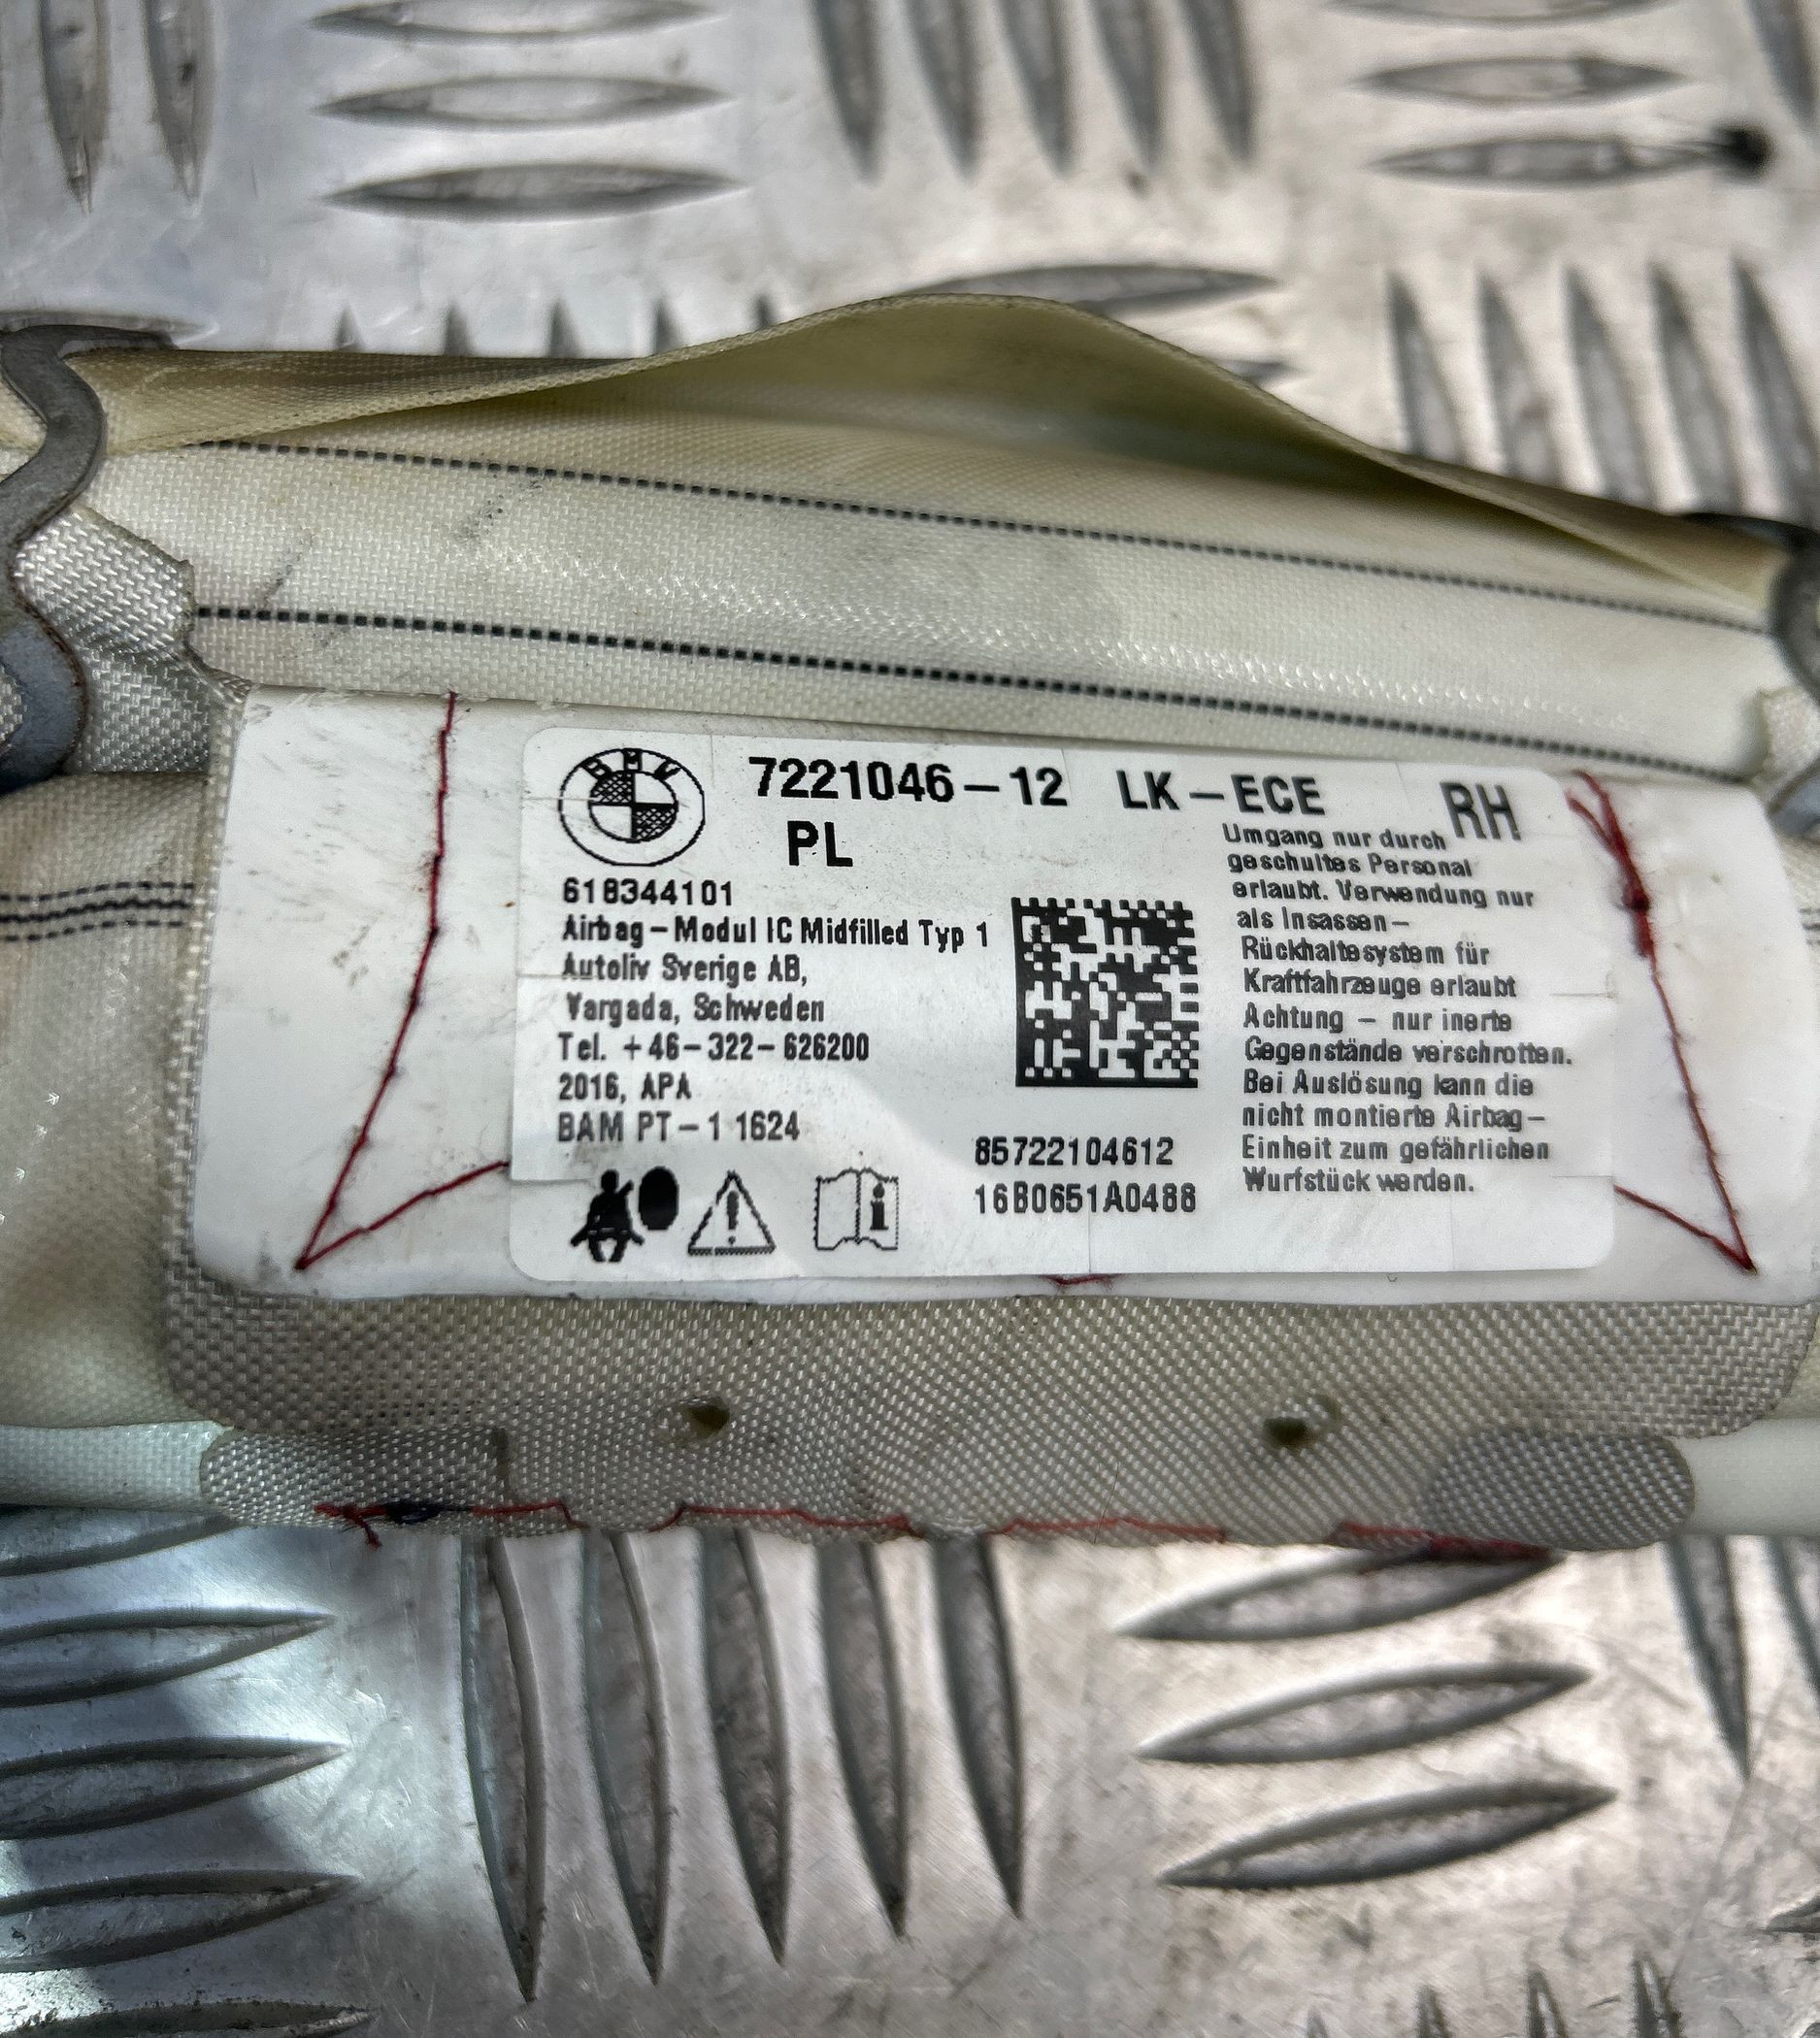 BMW
7221046-12 LK-ECE RH
PL
618344101
Airbag-Modul IC Midfilled Typ 1
Autoliv Sverige AB,
Vargada, Schweden
Tel. +46-322-626200
2016, APA
BAM PT-1 1624
85722104612
16B0651A0488
Umgang nur durch
geschultes Personal
erlaubt. Verwendung nur
als Insassen-
Rückhaltesystem für
Kraftfahrzeuge erlaubt
Achtung - nur inerte
Gegenstände verschrotten.
Bei Auslösung kann die
nicht montierte Airbag-
Einheit zum gefährlichen
Wurfstück werden.